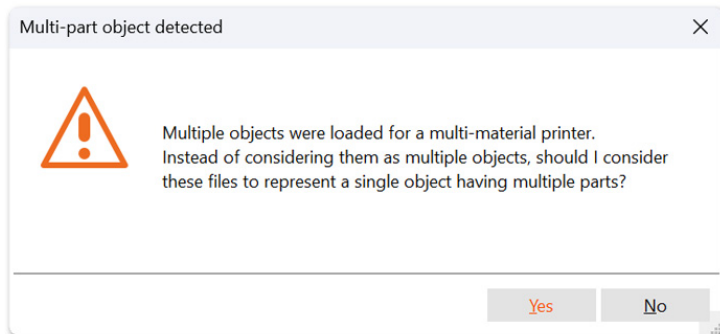 Multi-part object detected
Multiple objects were loaded for a multi-material printer.
Instead of considering them as multiple objects, should I consider
these files to represent a single object having multiple parts?
Yes
No